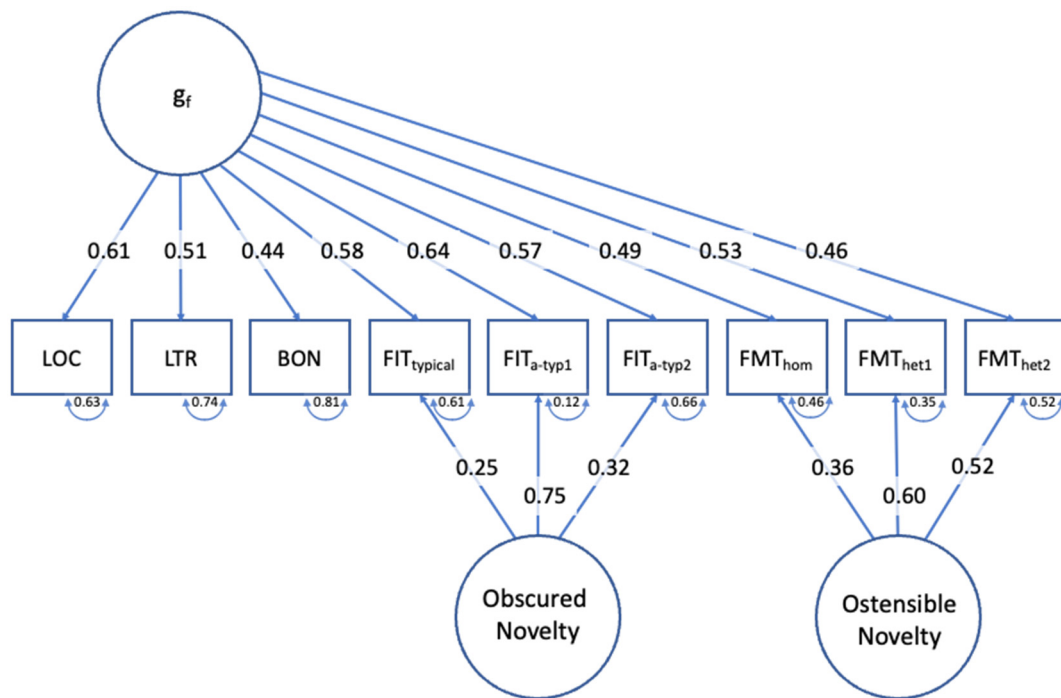 gf
0.61 0.51 0.44 0.58 0.64 0.57 0.49 0.53 0.46
LOC LTR BON FITtypical FITa-typ1 FITa-typ2 FMThom FMThet1 FMThet2
0.63 0.74 0.81 0.61 0.12 0.66 0.46 0.35 0.52
0.25 0.75 0.32 0.36 0.60 0.52
Obscured
Novelty
Ostensible
Novelty